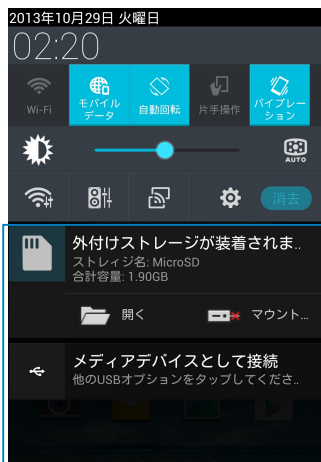 2013年10月29日 火曜日
02:20
Wi-Fi
モバイル
データ
自動回転
片手操作
バイブレー
ション
AUTO
消去
外付けストレージが装着されま..
ストレイジ名: MicroSD
合計容量: 1.90GB
開く
マウント...
メディアデバイスとして接続
他のUSBオプションをタップしてくださ..